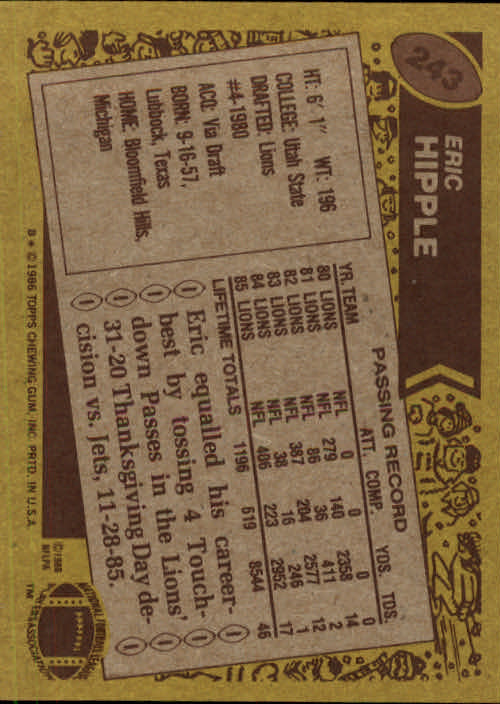 243
ERIC
HIPPLE
HT: 6' 1" WT: 196
COLLEGE: Utah State
DRAFTED: Lions
#4-1980
ACQ: Via Draft
BORN: 9-16-57,
Lubbock, Texas
HOME: Bloomfield Hills,
Michigan
PASSING RECORD
YR. TEAM ATT. COMP. YDS. TDS.
80 LIONS NFL 0 0 0 0
81 LIONS NFL 279 140 2358 14
82 LIONS NFL 86 36 411 2
83 LIONS NFL 387 204 2577 12
84 LIONS NFL 38 16 246 1
85 LIONS NFL 406 223 2952 17
LIFETIME TOTALS 1196 619 8544 46
Eric equalled his career-
best by tossing 4 Touch-
down Passes in the Lions'
31-20 Thanksgiving Day de-
cision vs. Jets, 11-28-85.
B * © 1986 TOPPS CHEWING GUM, INC. PRTD. IN U.S.A.
© 1986
NFLPA
TM